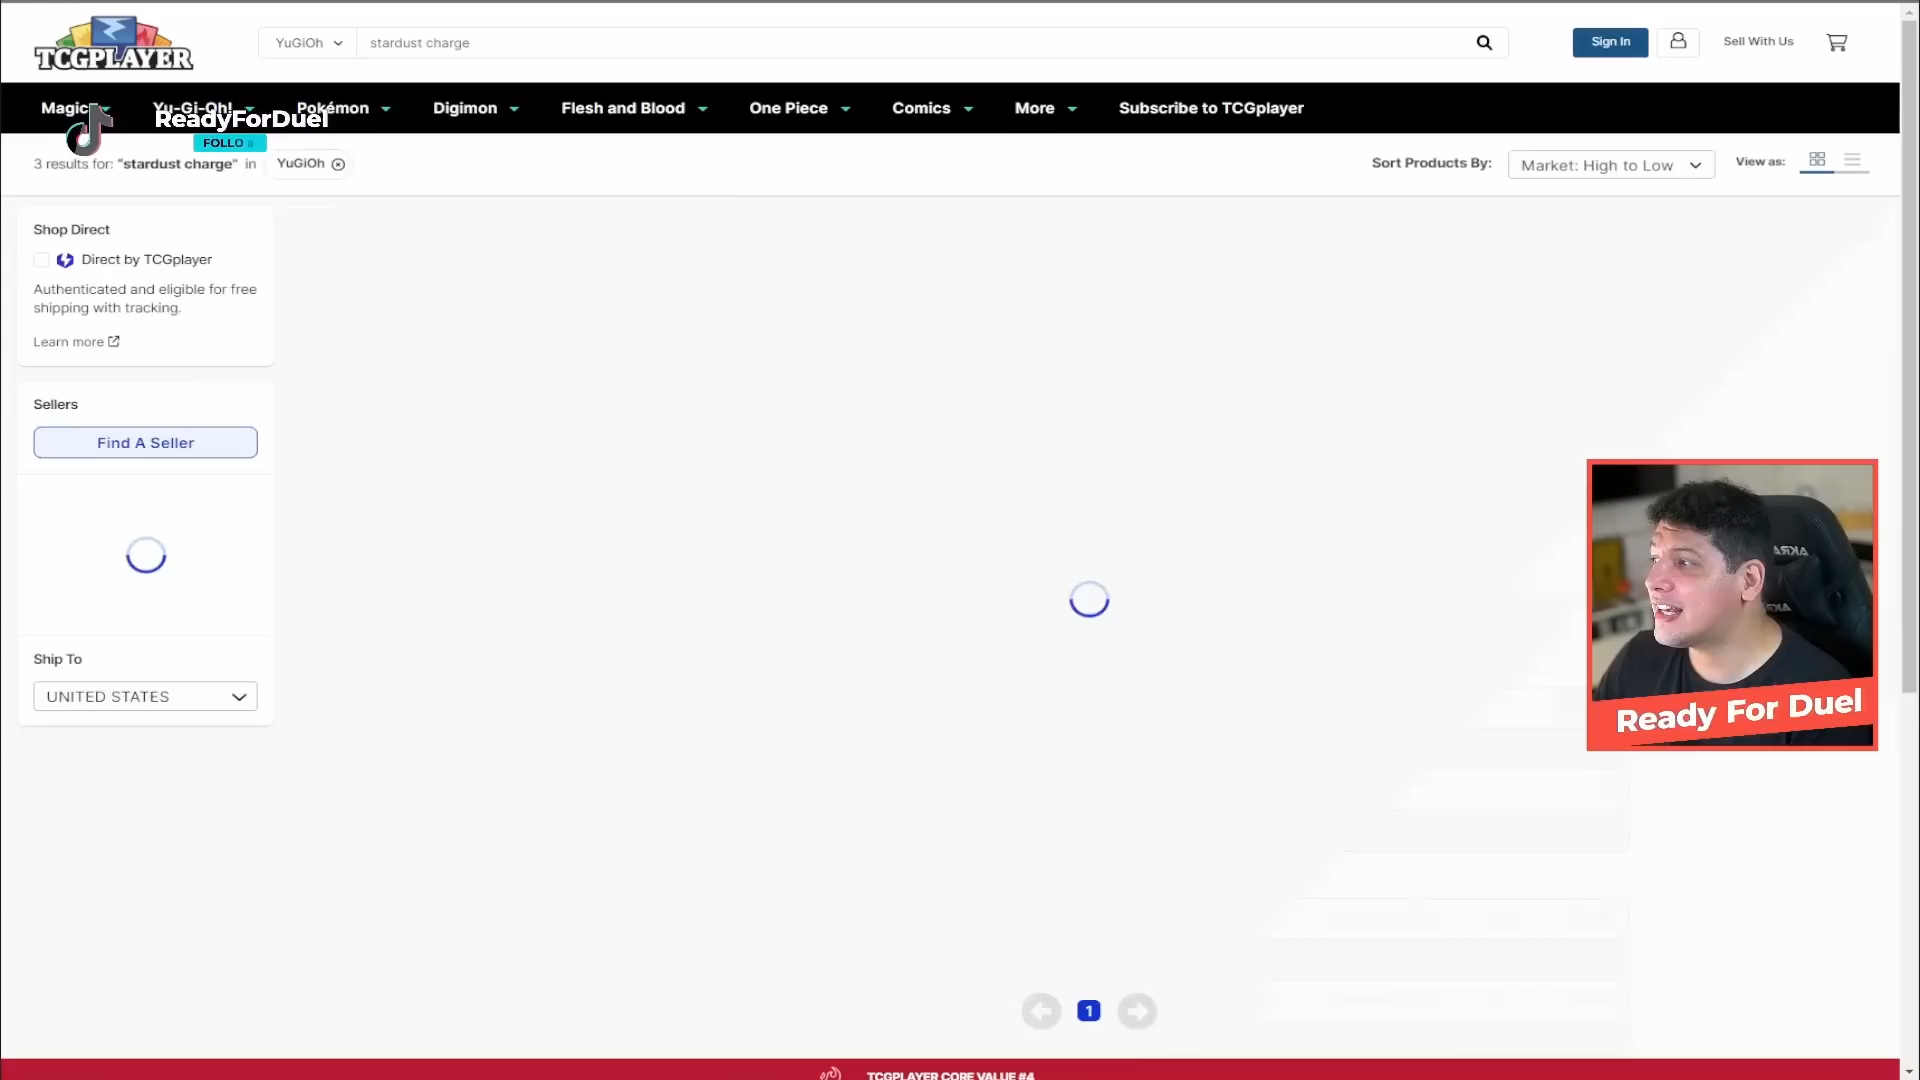 TCGPLAYER
YuGiOh
stardust charge
Sign In
Sell With Us
Magic
Yu-Gi-Oh!
Pokémon
Digimon
Flesh and Blood
One Piece
Comics
More
Subscribe to TCGplayer
ReadyForDuel
FOLLO
3 results for: "stardust charge" in
YuGiOh
Sort Products By:
Market: High to Low
View as:
Shop Direct
Direct by TCGplayer
Authenticated and eligible for free
shipping with tracking.
Learn more
Sellers
Find A Seller
Ship To
UNITED STATES
AKRA
Ready For Duel
1
TCGPLAYER CORE VALUE #4